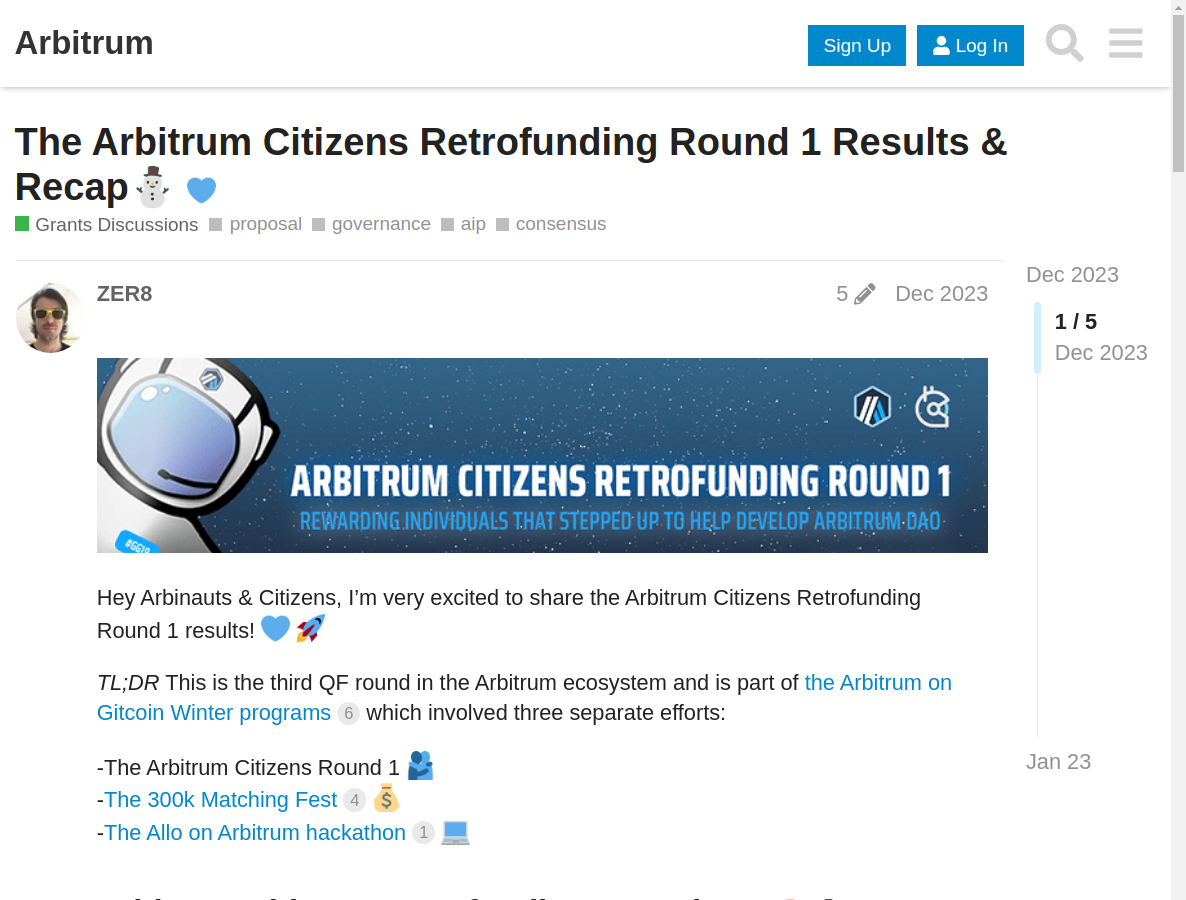 Arbitrum
Sign Up
Log In
The Arbitrum Citizens Retrofunding Round 1 Results &
Recap
Grants Discussions proposal governance aip consensus
ZER8
5
Dec 2023
Dec 2023
1 / 5
Dec 2023
ARBITRUM CITIZENS RETROFUNDING ROUND 1
REWARDING INDIVIDUALS THAT STEPPED UP TO HELP DEVELOP ARBITRUM DAO
#GG19
Hey Arbinauts & Citizens, I’m very excited to share the Arbitrum Citizens Retrofunding
Round 1 results!
TL;DR This is the third QF round in the Arbitrum ecosystem and is part of the Arbitrum on
Gitcoin Winter programs 6 which involved three separate efforts:
-The Arbitrum Citizens Round 1
-The 300k Matching Fest 4
-The Allo on Arbitrum hackathon 1
Jan 23